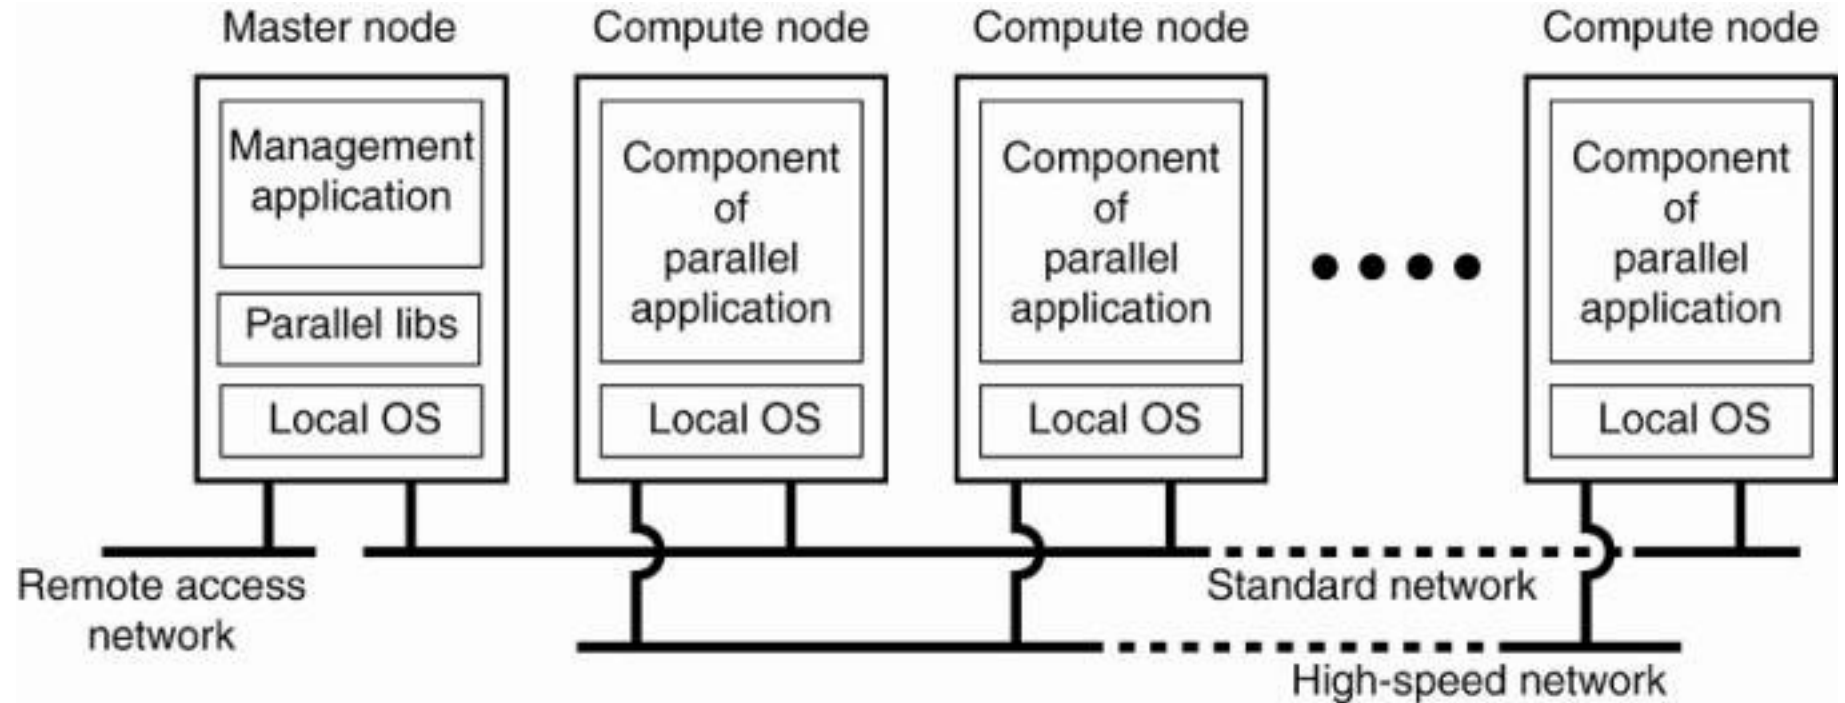 Master node
Compute node
Compute node
Compute node
Management
application
Parallel libs
Local OS
Component
of
parallel
application
Local OS
Component
of
parallel
application
Local OS
Component
of
parallel
application
Local OS
Remote access
network
Standard network
High-speed network